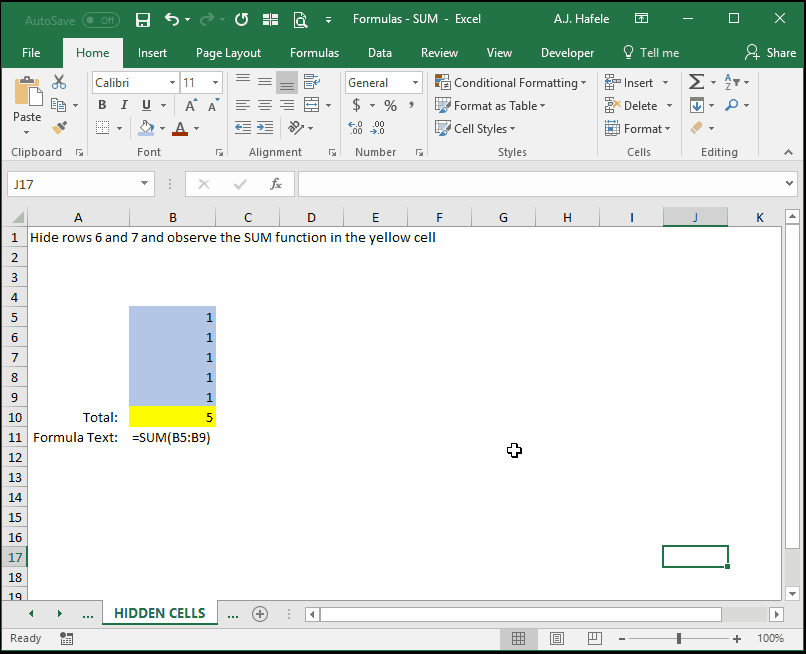 AutoSave Off Formulas - SUM - Excel A.J. Hafele
File Home Insert Page Layout Formulas Data Review View Developer Tell me Share
Paste
Calibri 11
B I U A A
A
General
$ % ,
.00 .0
Conditional Formatting
Format as Table
Cell Styles
Insert
Delete
Format
Clipboard Font Alignment Number Styles Cells Editing
J17 fx
A B C D E F G H I J K
1 Hide rows 6 and 7 and observe the SUM function in the yellow cell
2
3
4
5 1
6 1
7 1
8 1
9 1
10 Total: 5
11 Formula Text: =SUM(B5:B9)
12
13
14
15
16
17
18
19
... HIDDEN CELLS ...
Ready 100%